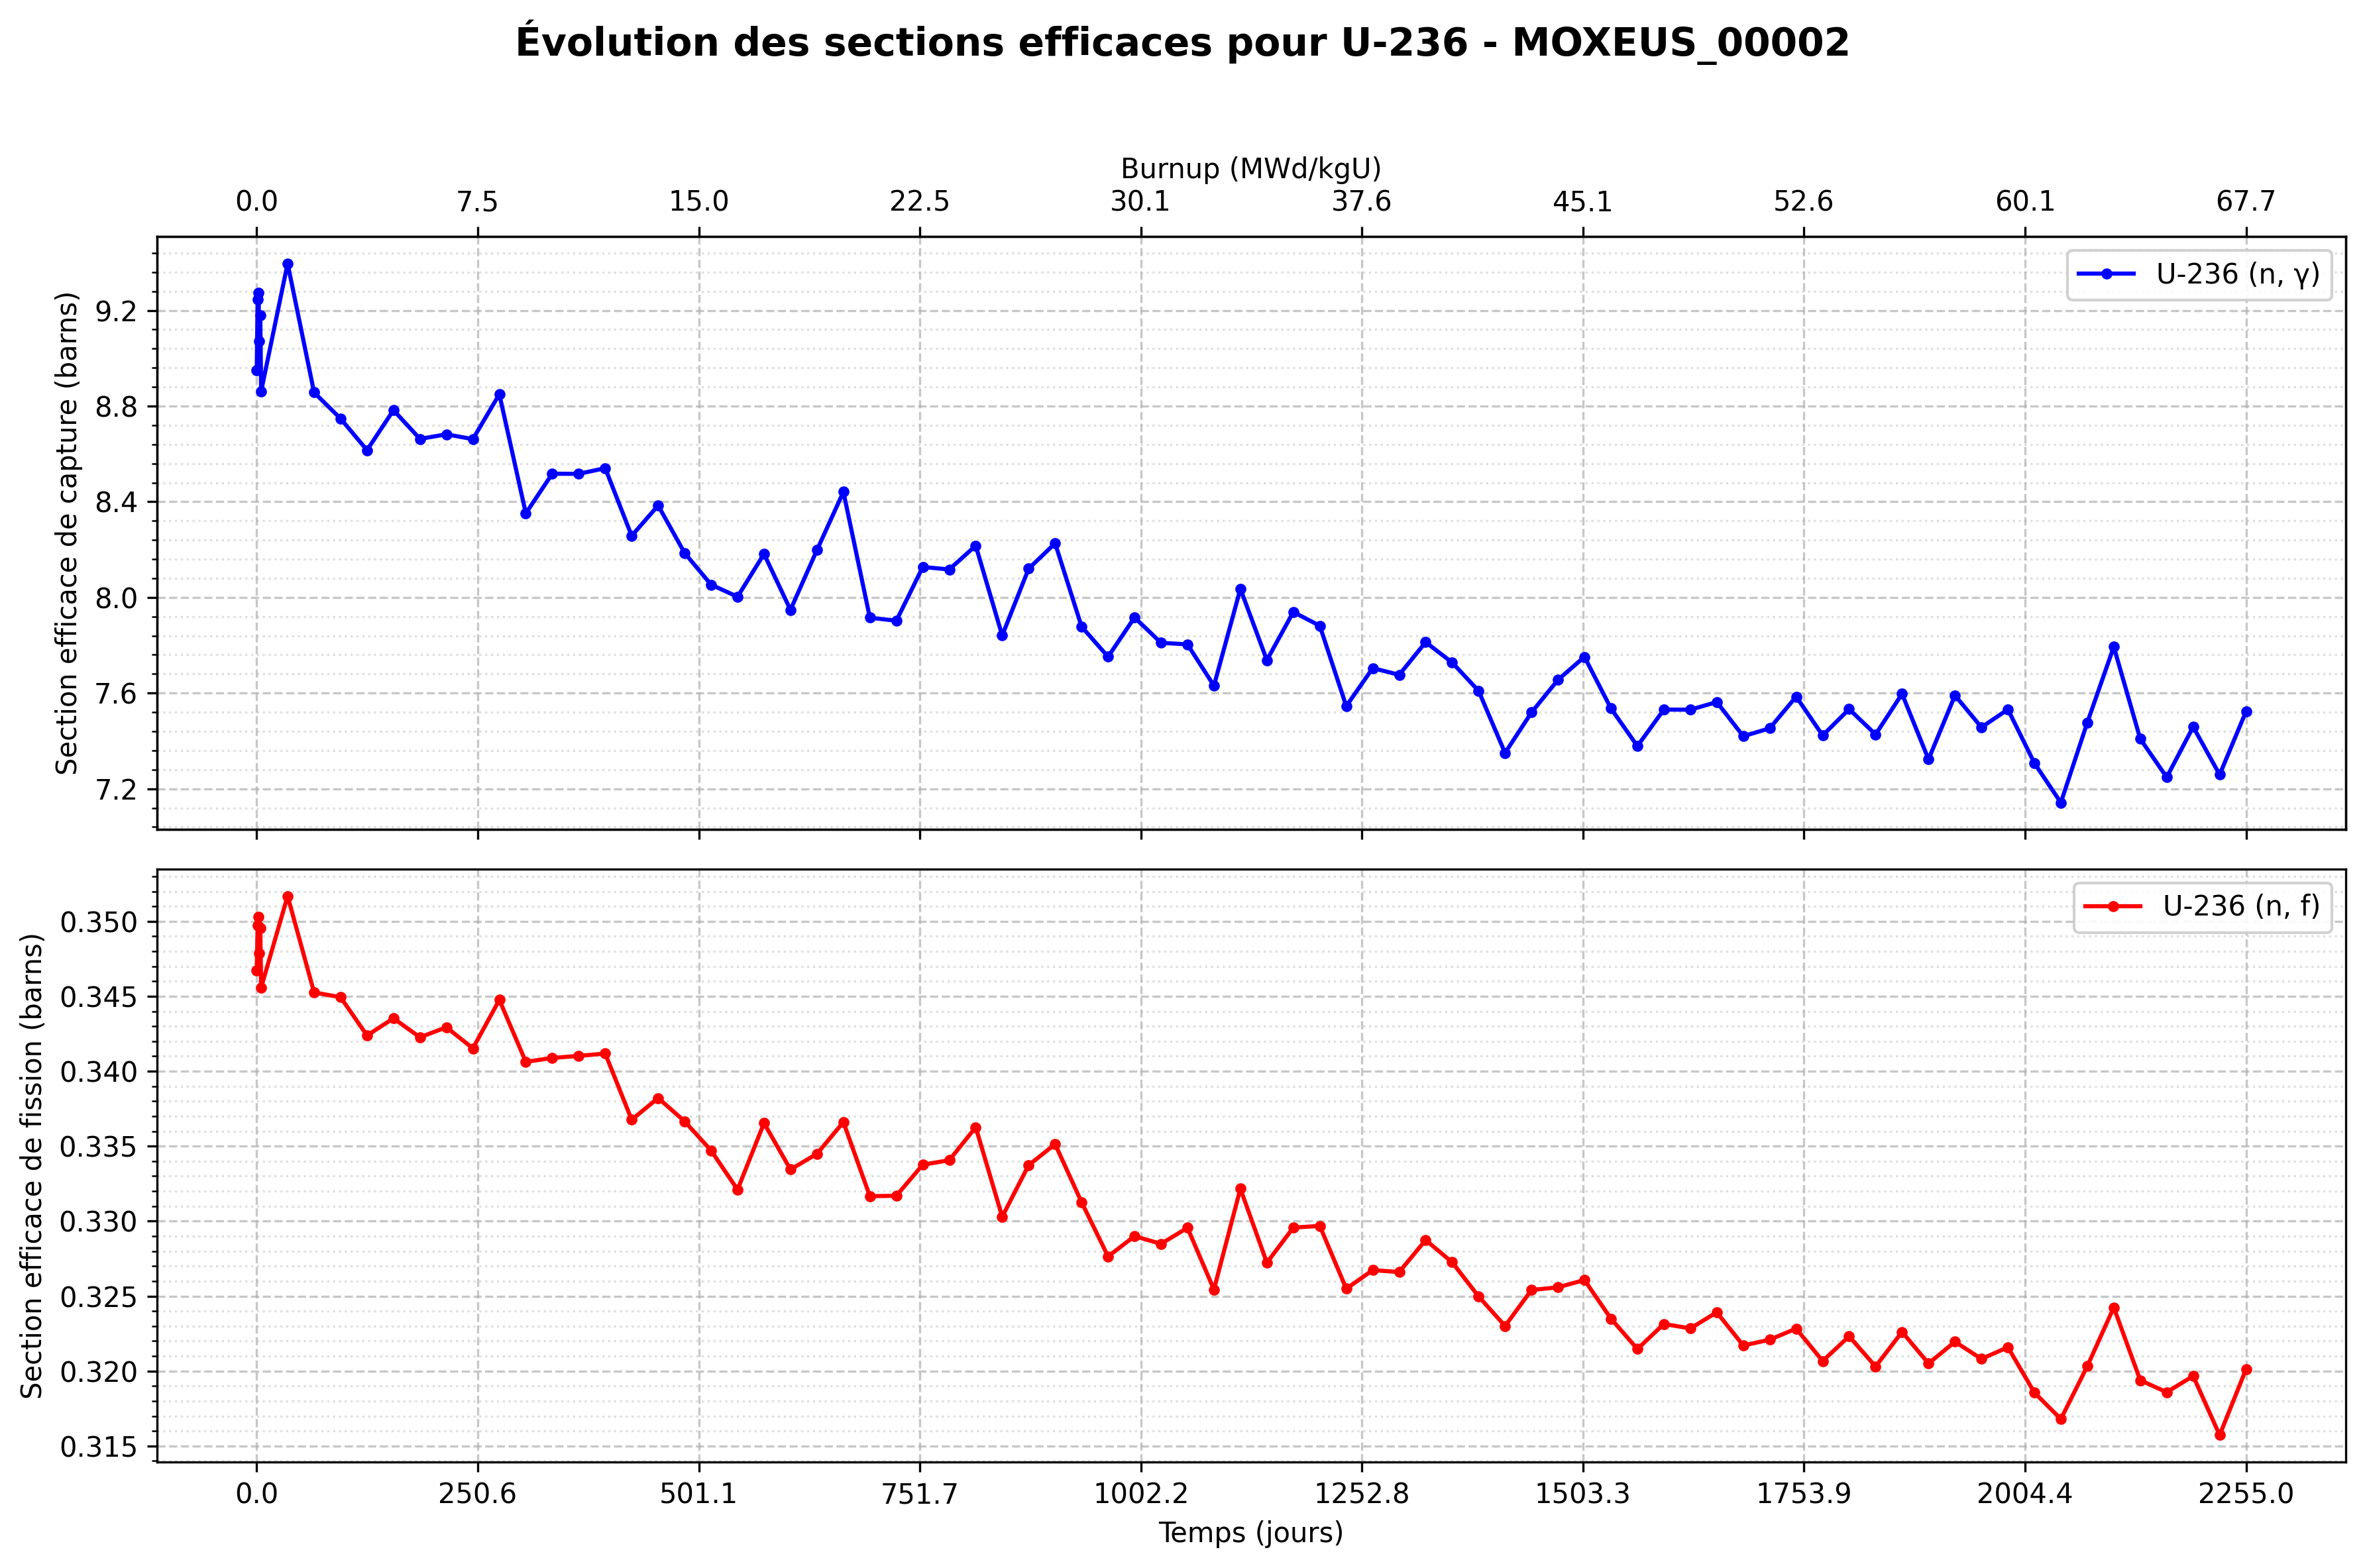 Évolution des sections efficaces pour U-236 - MOXEUS_00002
Burnup (MWd/kgU)
0.0 7.5 15.0 22.5 30.1 37.6 45.1 52.6 60.1 67.7
Section efficace de capture (barns)
9.2
8.8
8.4
8.0
7.6
7.2
U-236 (n, γ)
Section efficace de fission (barns)
0.350
0.345
0.340
0.335
0.330
0.325
0.320
0.315
U-236 (n, f)
0.0 250.6 501.1 751.7 1002.2 1252.8 1503.3 1753.9 2004.4 2255.0
Temps (jours)